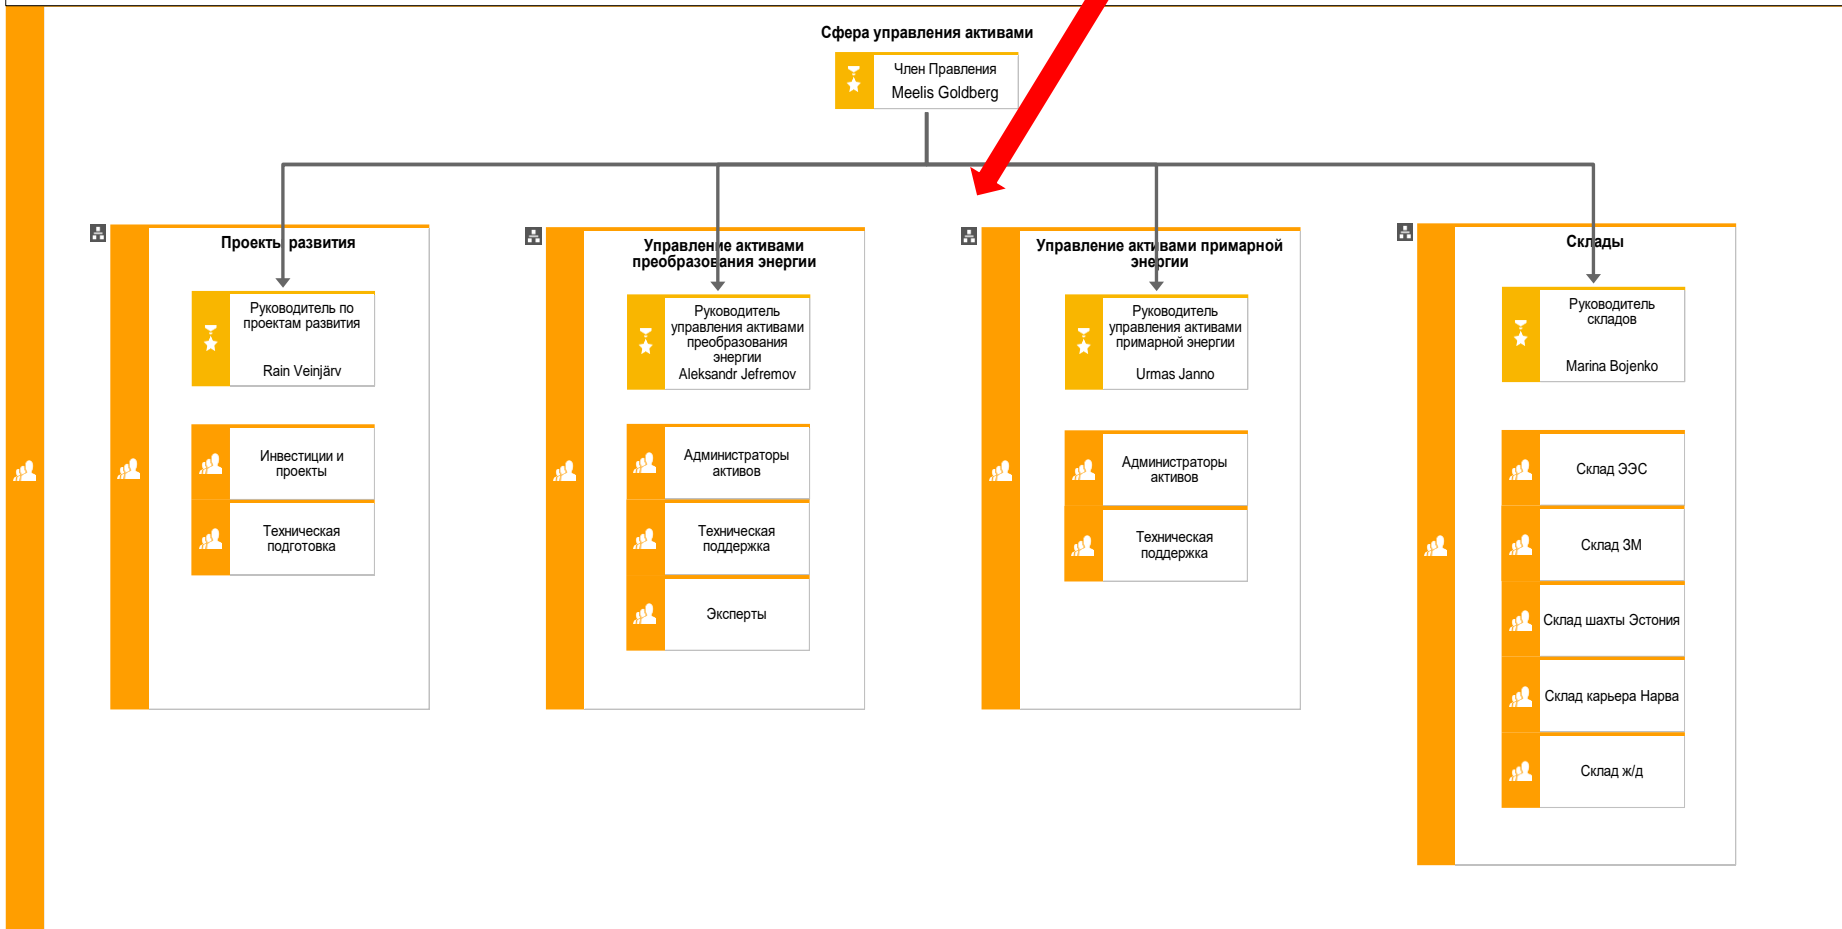 Сфера управления активами
Член Правления
Meelis Goldberg
Проекты развития
Руководитель по
проектам развития
Rain Veinjärv
Инвестиции и
проекты
Техническая
подготовка
Управление активами
преобразования энергии
Руководитель
управления активами
преобразования
энергии
Aleksandr Jefremov
Администраторы
активов
Техническая
поддержка
Эксперты
Управление активами примарной
энергии
Руководитель
управления активами
примарной энергии
Urmas Janno
Администраторы
активов
Техническая
поддержка
Склады
Руководитель
складов
Marina Bojenko
Склад ЭЭС
Склад ЗМ
Склад шахты Эстония
Склад карьера Нарва
Склад ж/д